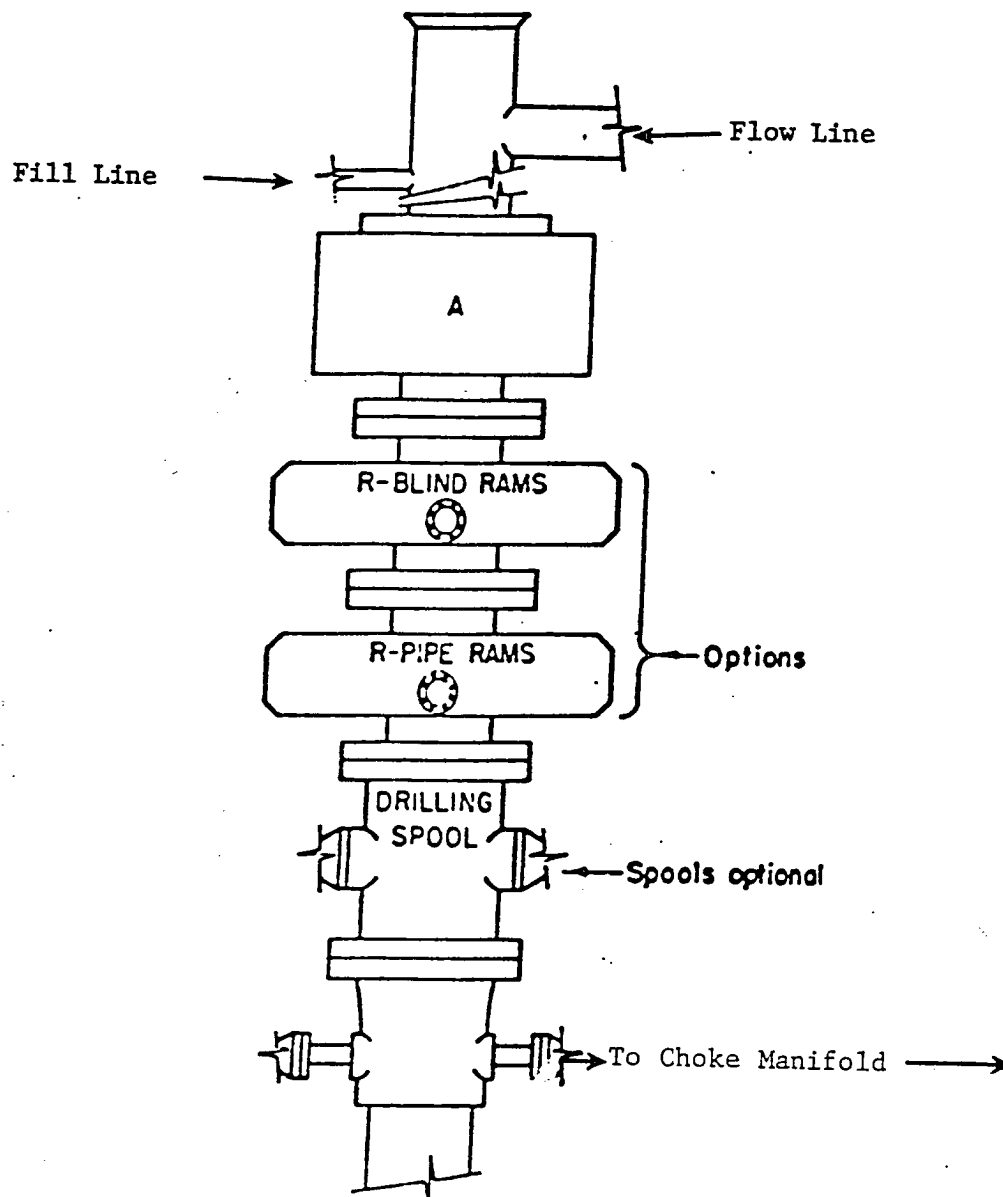 Flow Line
Fill Line
A
R-BLIND RAMS
R-PIPE RAMS
Options
DRILLING
SPOOL
Spools optional
To Choke Manifold